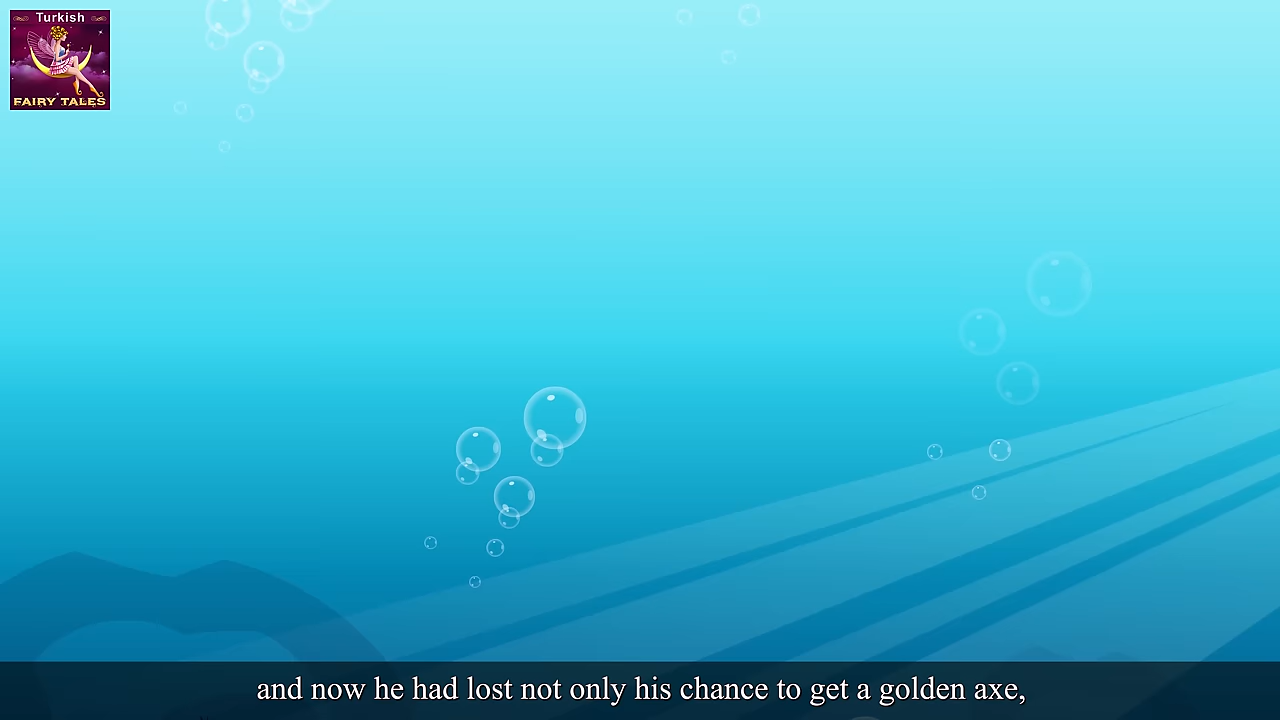 Turkish
FAIRY TALES
and now he had lost not only his chance to get a golden axe,